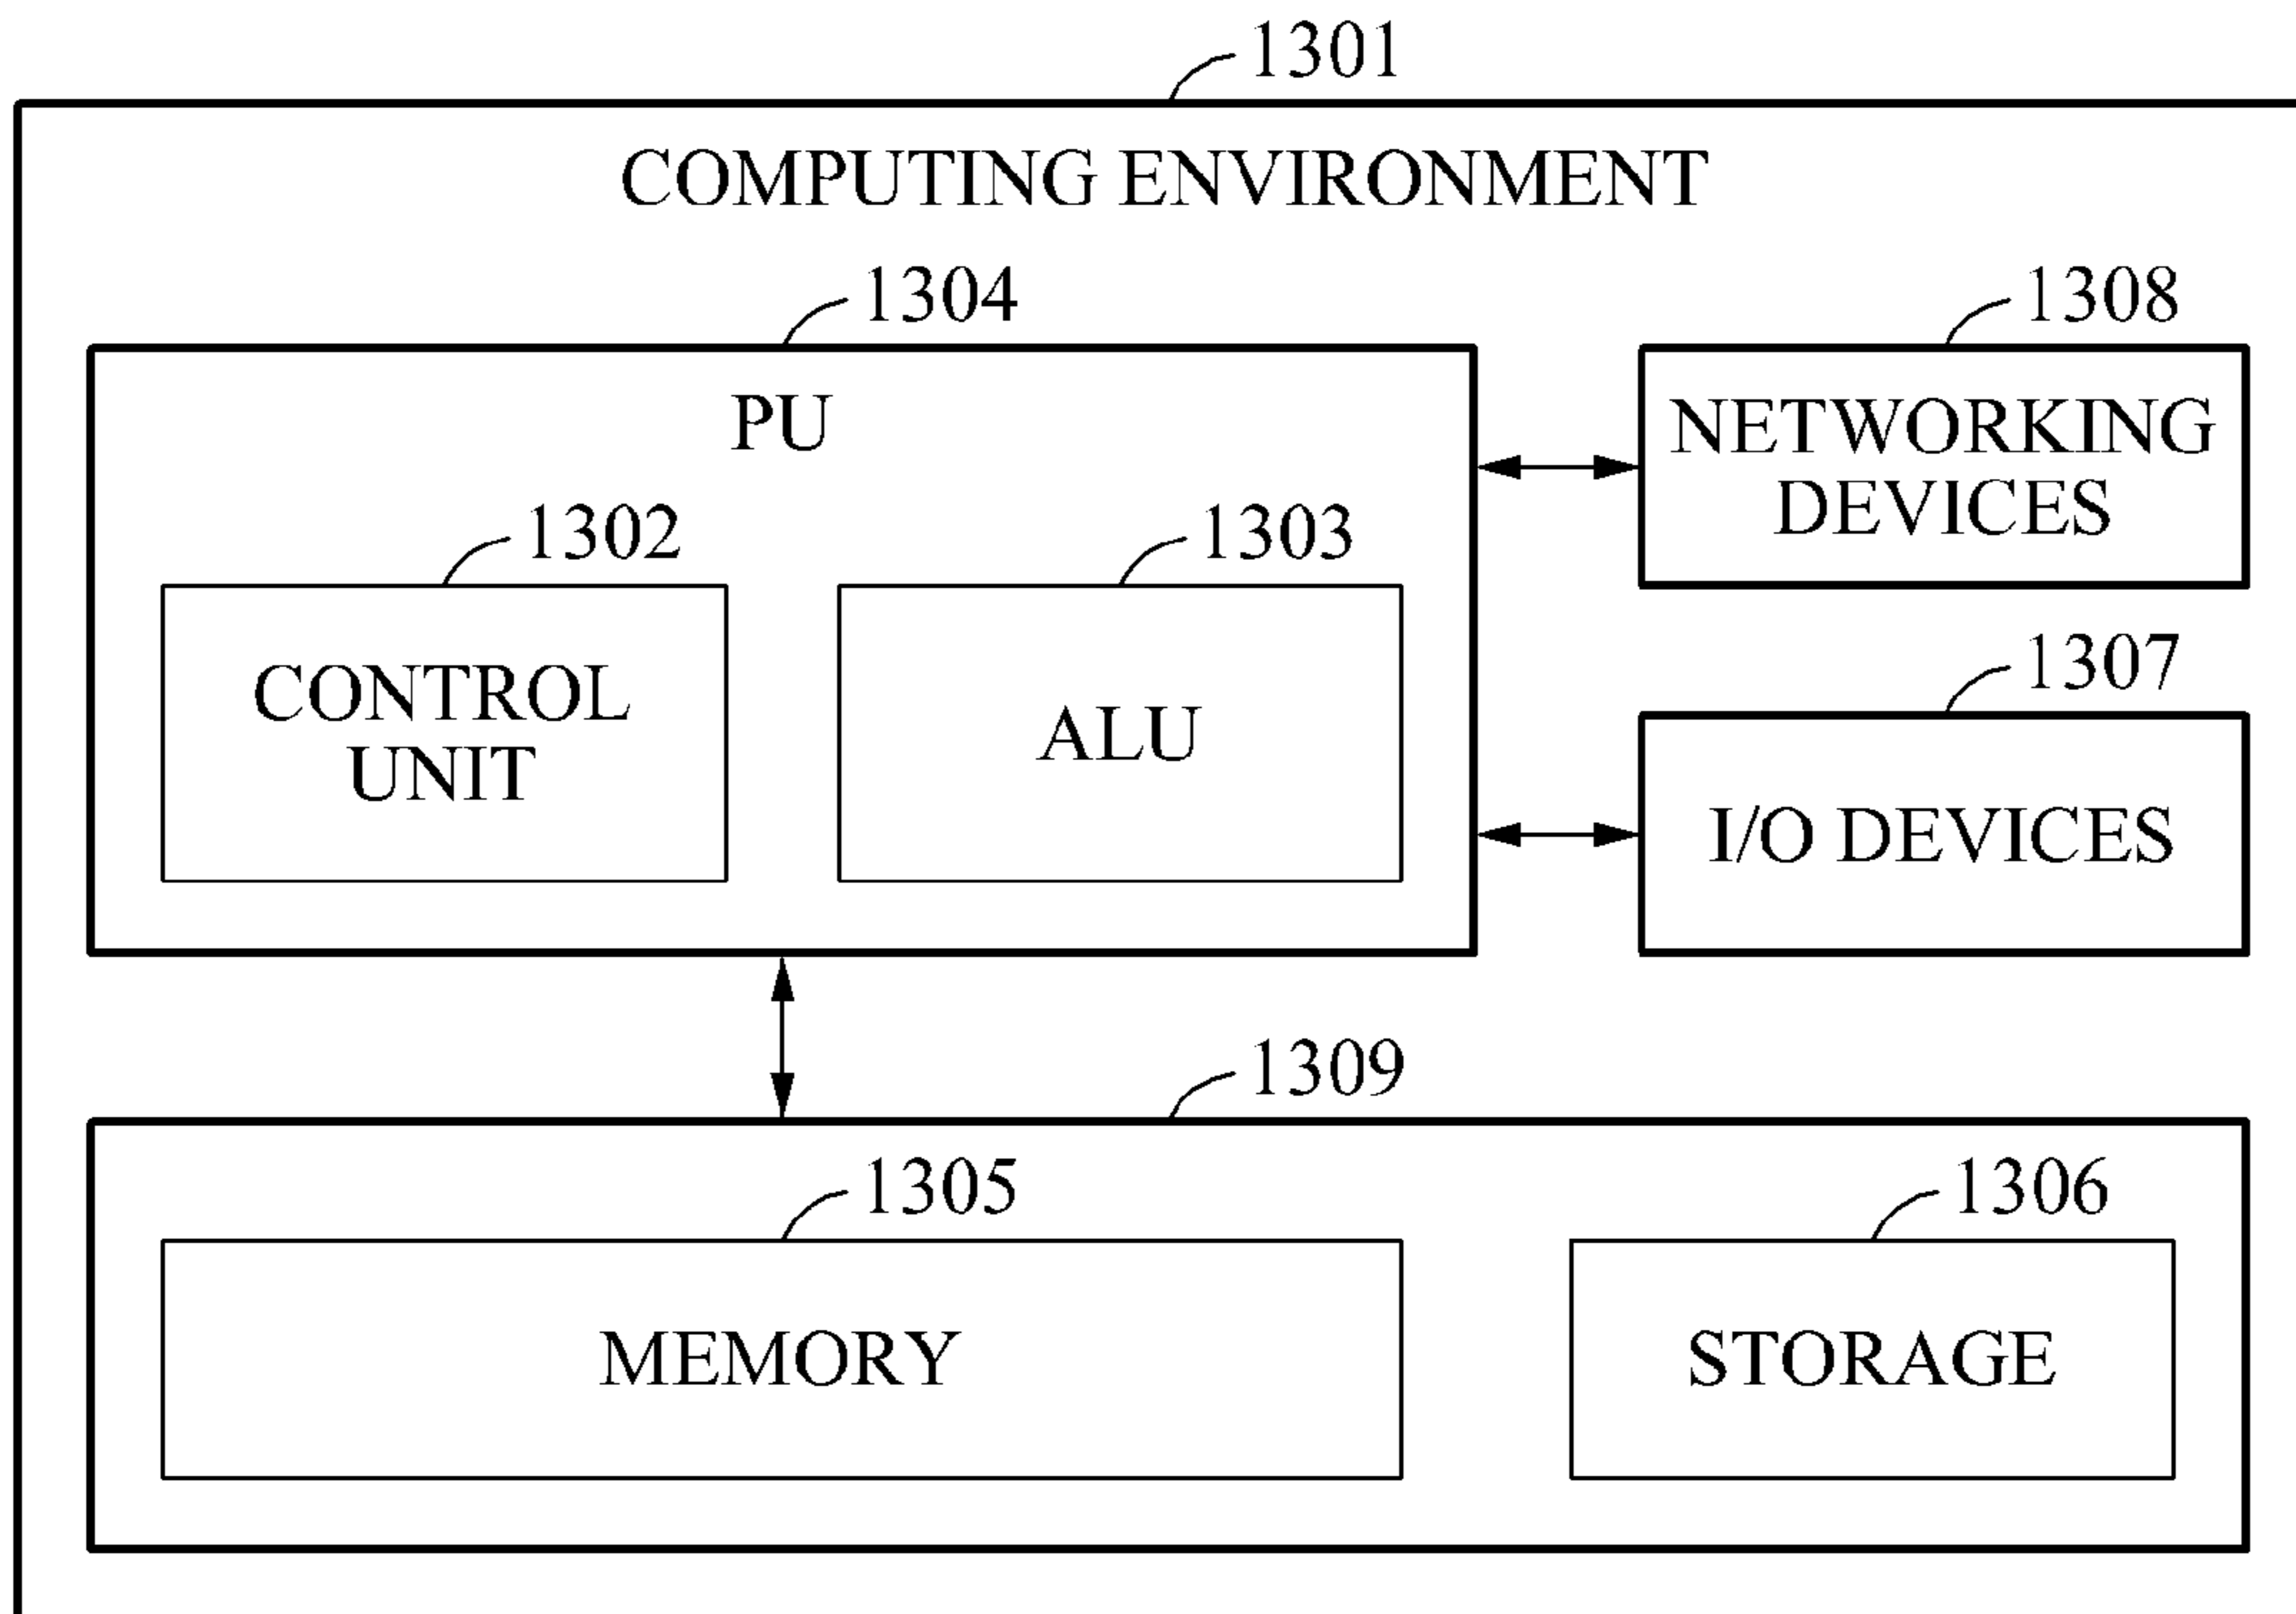 1301
COMPUTING ENVIRONMENT
1304
1308
PU
NETWORKING
DEVICES
1302
1303
CONTROL
UNIT
ALU
1307
I/O DEVICES
1309
1305
1306
MEMORY
STORAGE